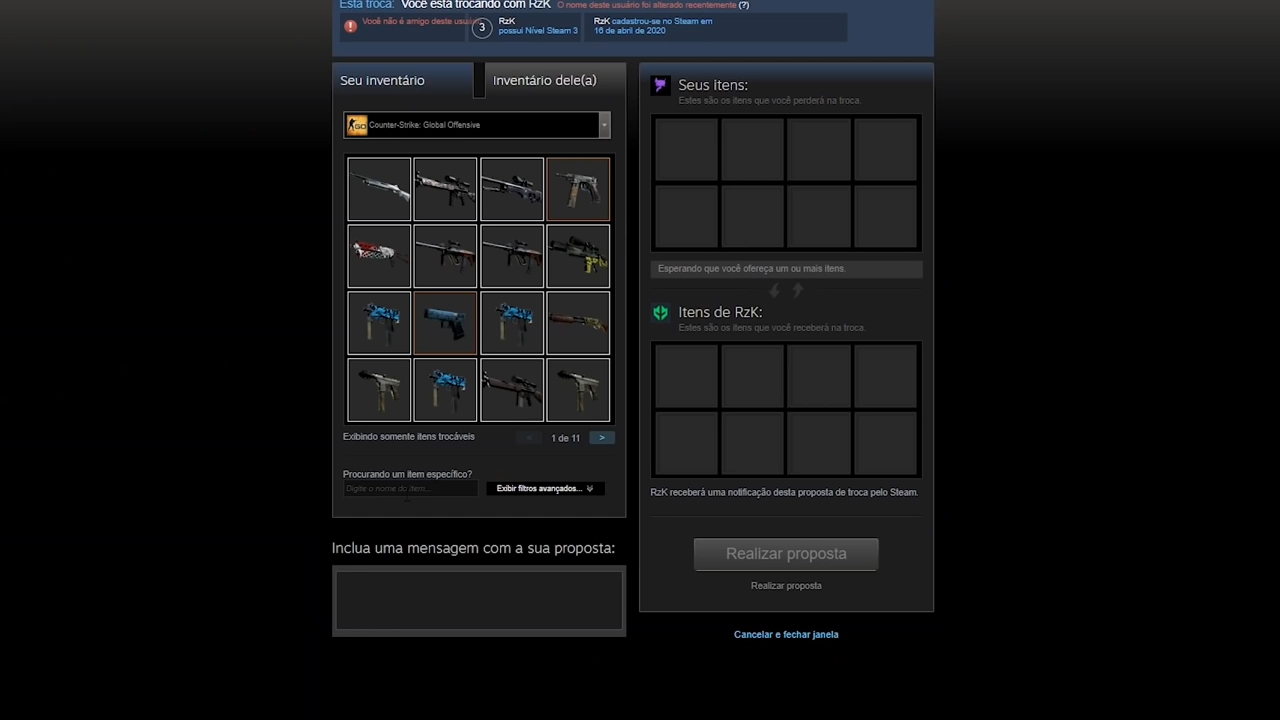 Esta troca: Você está trocando com RzK O nome deste usuário foi alterado recentemente (?)
Você não é amigo deste usuário
3
RzK
possui Nível Steam 3
RzK cadastrou-se no Steam em
16 de abril de 2020
Seu inventário
Inventário dele(a)
Counter-Strike: Global Offensive
Exibindo somente itens trocáveis
<
1 de 11
>
Procurando um item específico?
Digite o nome do item...
Exibir filtros avançados...
Inclua uma mensagem com a sua proposta:
Seus itens:
Estes são os itens que você perderá na troca.
Esperando que você ofereça um ou mais itens.
Itens de RzK:
Estes são os itens que você receberá na troca.
RzK receberá uma notificação desta proposta de troca pelo Steam.
Realizar proposta
Realizar proposta
Cancelar e fechar janela